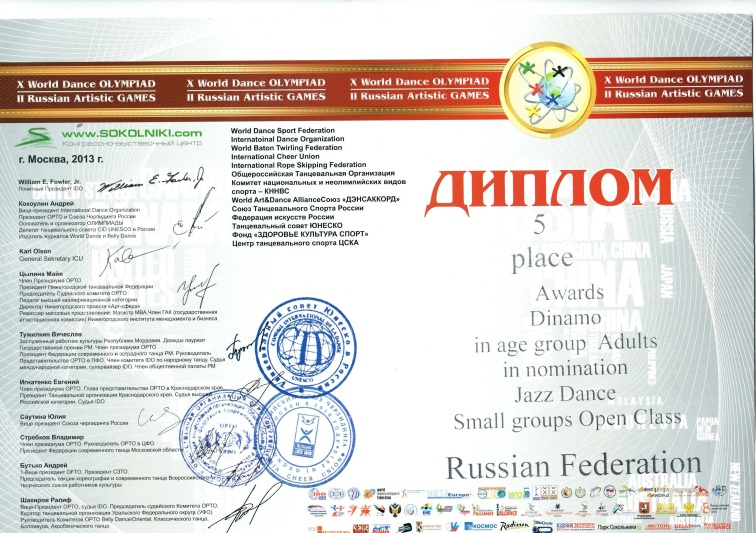 X World Dance OLYMPIAD
II Russian Artistic GAMES
X World Dance OLYMPIAD
II Russian Artistic GAMES
X World Dance OLYMPIAD
II Russian Artistic GAMES
X World Dance OLYMPIAD
II Russian Artistic GAMES
www.SOKOLNIKI.com
Конгрессно-выставочный центр
г. Москва, 2013 г.
World Dance Sport Federation
Internatoinal Dance Organization
World Baton Twirling Federation
International Cheer Union
International Rope Skipping Federation
Общероссийская Танцевальная Организация
Комитет национальных и неолимпийских видов
спорта – КННВС
World Art&Dance AllianceСоюз «ДЭНСАККОРД»
Союз Танцевального Спорта России
Федерация искусств России
Танцевальный совет ЮНЕСКО
Фонд «ЗДОРОВЬЕ КУЛЬТУРА СПОРТ»
Центр танцевального спорта ЦСКА
William E. Fowler, Jr.
Почетный Президент IDO
Кокоулин Андрей
Вице-президент International Dance Organization
Президент ОРТО и Союза Черлидинга России
Основатель и организатор ОЛИМПИАДЫ
Делегат танцевального совета CID UNESCO в России
Издатель журналов World Dance и Belly Dance
Karl Olson
General Sekretary ICU
Цылина Майя
Член Президиума ОРТО
Президент Нижегородской танцевальной Федерации
Председатель Судейского комитета ОРТО.
Педагог высшей квалификационной категории
Директор Нижегородского проекта «Арт-сфера»
Режиссер массовых представление: Магистр МВА Член ГАК (государственная
аттестационная комиссия) Нижегородского института менеджмента и бизнеса
Тужилкин Вячеслав
Заслуженный работник культуры Республики Мордовия. Дважды лауреат
Государственной премии РМ. Член президиума ОРТО.
Президент Федерации современного и эстрадного танца РМ. Руководитель
Представительства ОРТО в ПФО. Член комитета IDO по народному танцу. Судья
международной категории, супервайзер IDO. Член общественной палаты РМ
Игнатенко Евгений
Член президиума ОРТО. Глава представительства ОРТО в Краснодарском крае.
Президент Танцевальной организации Краснодарского края. Судья высшей
Российской категории. Судья IDO
Саутина Юлия
Вице-президент Союза черлидинга России
Стребков Владимир
Член президиума ОРТО. Руководитель ОРТО в ЦФО.
Президент Федерации современного танца Московской области
Бутько Андрей
1-Вице-президент ОРТО. Президент СЗТО.
Председатель секции хореографии и современного танца Всероссийского
творческого союза работников культуры
Шакиров Ралиф
Вице-Президент ОРТО, судья IDO. Председатель судейского Комитета ОРТО.
Куратор танцевальной организации Уральского Федерального округа (УФО)
Руководитель Комитетов ОРТО Belly Dance/Oriental, Классического танца,
Болливуда, Акробатического танца
ДИПЛОМ
5
place
Awards
Dinamo
in age group Adults
in nomination
Jazz Dance
Small groups Open Class
Russian Federation
CID
UNESCO
КОСМОС
Radisson
Парк Сокольники